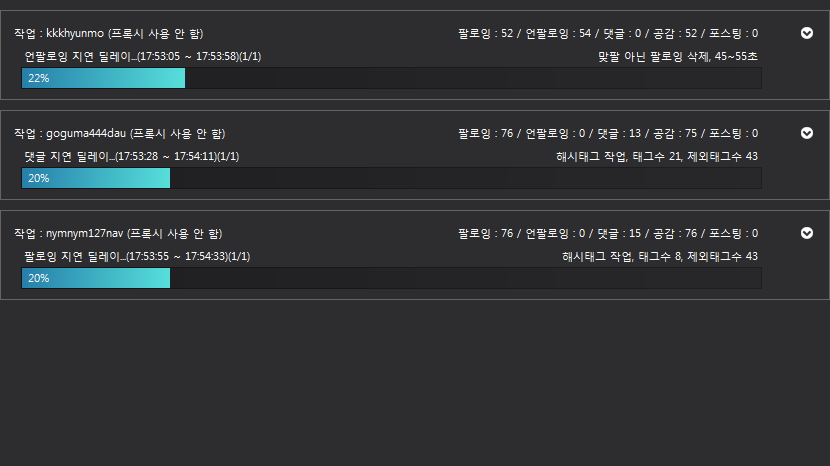 작업 : kkkhyunmo (프록시 사용 안 함) 팔로잉 : 52 / 언팔로잉 : 54 / 댓글 : 0 / 공감 : 52 / 포스팅 : 0
언팔로잉 지연 딜레이...(17:53:05 ~ 17:53:58)(1/1) 맞팔 아닌 팔로잉 삭제, 45~55초
22%
작업 : goguma444dau (프록시 사용 안 함) 팔로잉 : 76 / 언팔로잉 : 0 / 댓글 : 13 / 공감 : 75 / 포스팅 : 0
댓글 지연 딜레이...(17:53:28 ~ 17:54:11)(1/1) 해시태그 작업, 태그수 21, 제외태그수 43
20%
작업 : nymnym127nav (프록시 사용 안 함) 팔로잉 : 76 / 언팔로잉 : 0 / 댓글 : 15 / 공감 : 76 / 포스팅 : 0
팔로잉 지연 딜레이...(17:53:55 ~ 17:54:33)(1/1) 해시태그 작업, 태그수 8, 제외태그수 43
20%